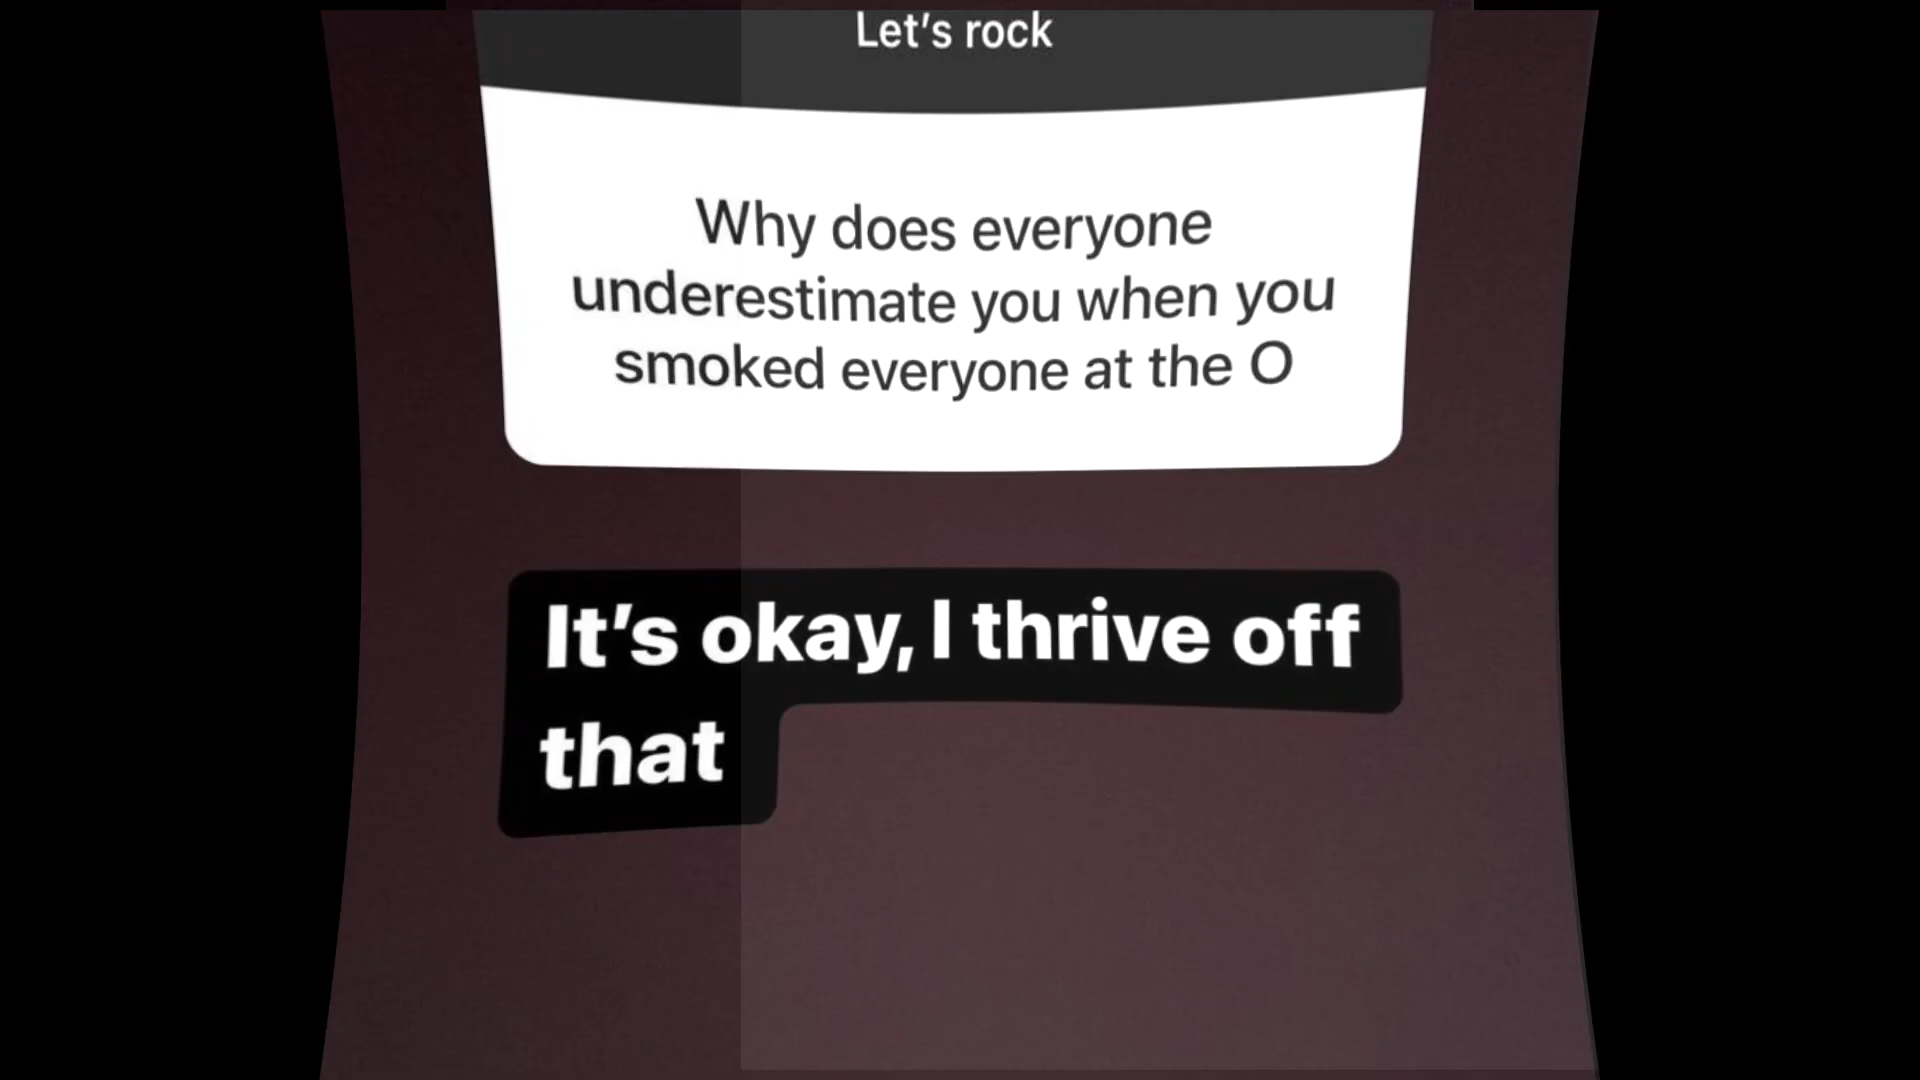 Let’s rock
Why does everyone
underestimate you when you
smoked everyone at the O
It’s okay, I thrive off
that